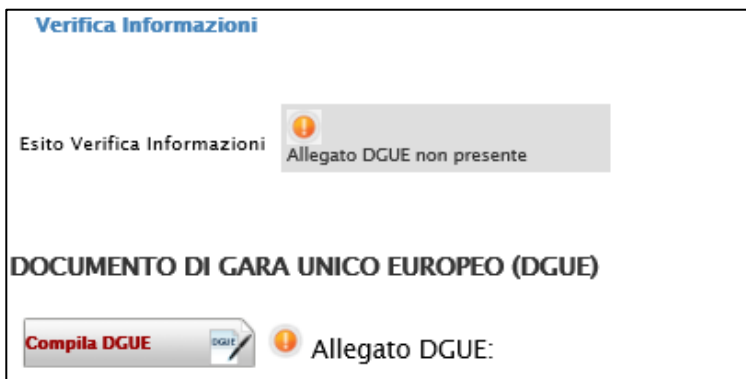 Verifica Informazioni
Esito Verifica Informazioni
Allegato DGUE non presente
DOCUMENTO DI GARA UNICO EUROPEO (DGUE)
Compila DGUE DGUE Allegato DGUE: